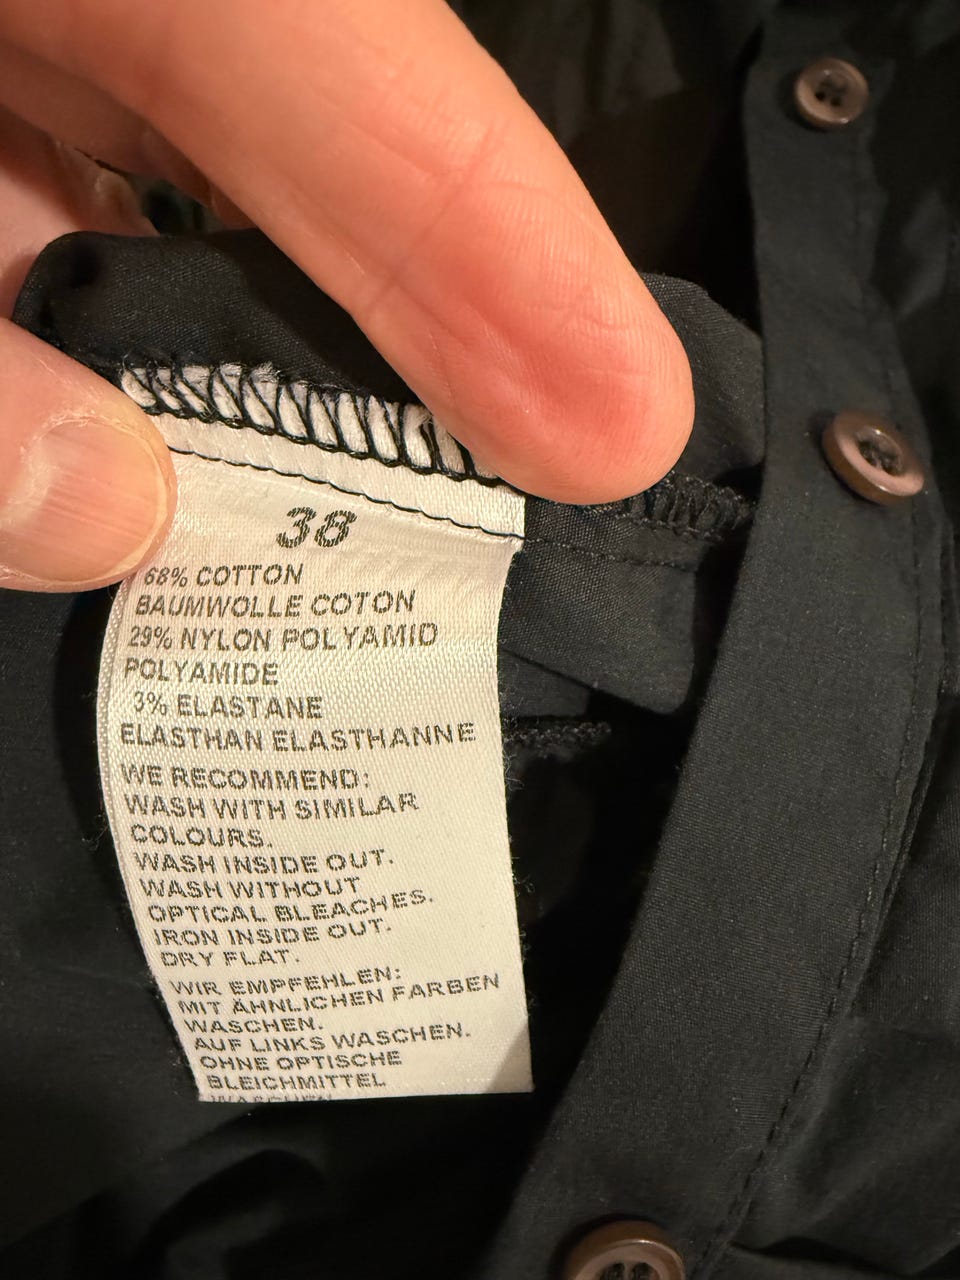 38
68% COTTON
BAUMWOLLE COTON
29% NYLON POLYAMID
POLYAMIDE
3% ELASTANE
ELASTHAN ELASTHANNE
WE RECOMMEND:
WASH WITH SIMILAR
COLOURS.
WASH INSIDE OUT.
WASH WITHOUT
OPTICAL BLEACHES.
IRON INSIDE OUT.
DRY FLAT.
WIR EMPFEHLEN:
MIT ÄHNLICHEN FARBEN
WASCHEN.
AUF LINKS WASCHEN.
OHNE OPTISCHE
BLEICHMITTEL